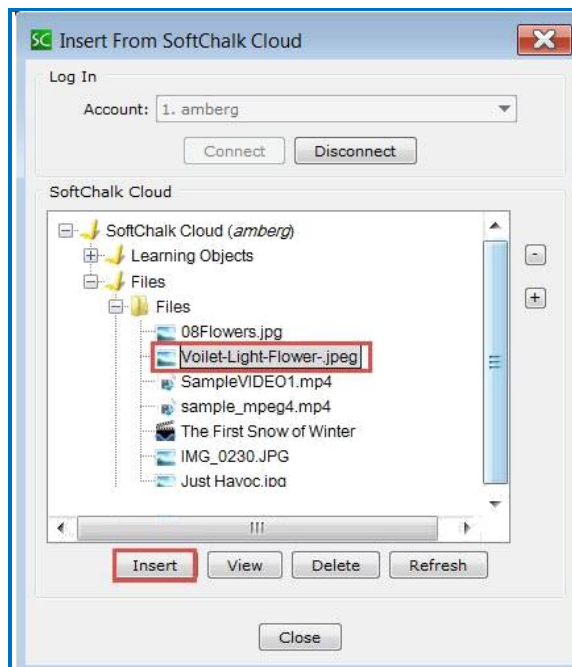 SC Insert From SoftChalk Cloud
Log In
Account: 1. amberg
Connect Disconnect
SoftChalk Cloud
SoftChalk Cloud (amberg)
Learning Objects
Files
Files
08Flowers.jpg
Voilet-Light-Flower-.jpeg
SampleVIDEO1.mp4
sample_mpeg4.mp4
The First Snow of Winter
IMG_0230.JPG
Just Havoc.jpg
Insert View Delete Refresh
Close